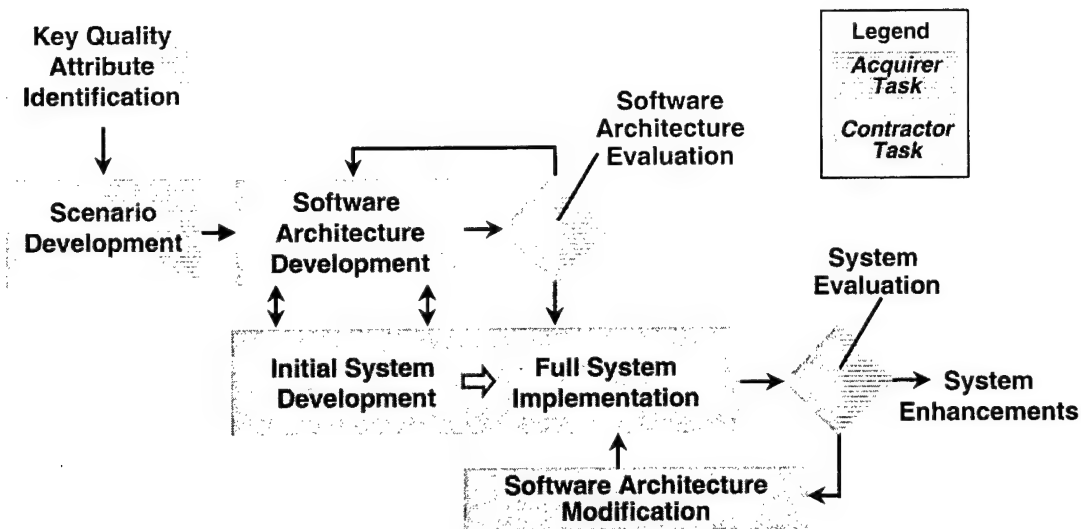 Key Quality
Attribute
Identification
Legend
Acquirer
Task
Contractor
Task
Software
Architecture
Evaluation
Scenario
Development
Software
Architecture
Development
System
Evaluation
Initial System
Development
Full System
Implementation
System
Enhancements
Software Architecture
Modification